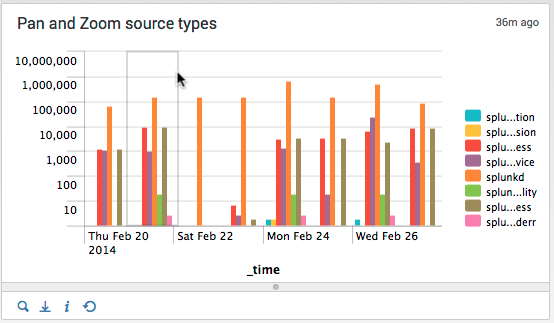 Pan and Zoom source types
36m ago
10,000,000
1,000,000
100,000
10,000
1,000
100
10
Thu Feb 20
2014
Sat Feb 22
Mon Feb 24
Wed Feb 26
_time
splu...tion
splu...sion
splu...ess
splu...vice
splunkd
splun...lity
splu...ess
splu...derr
i